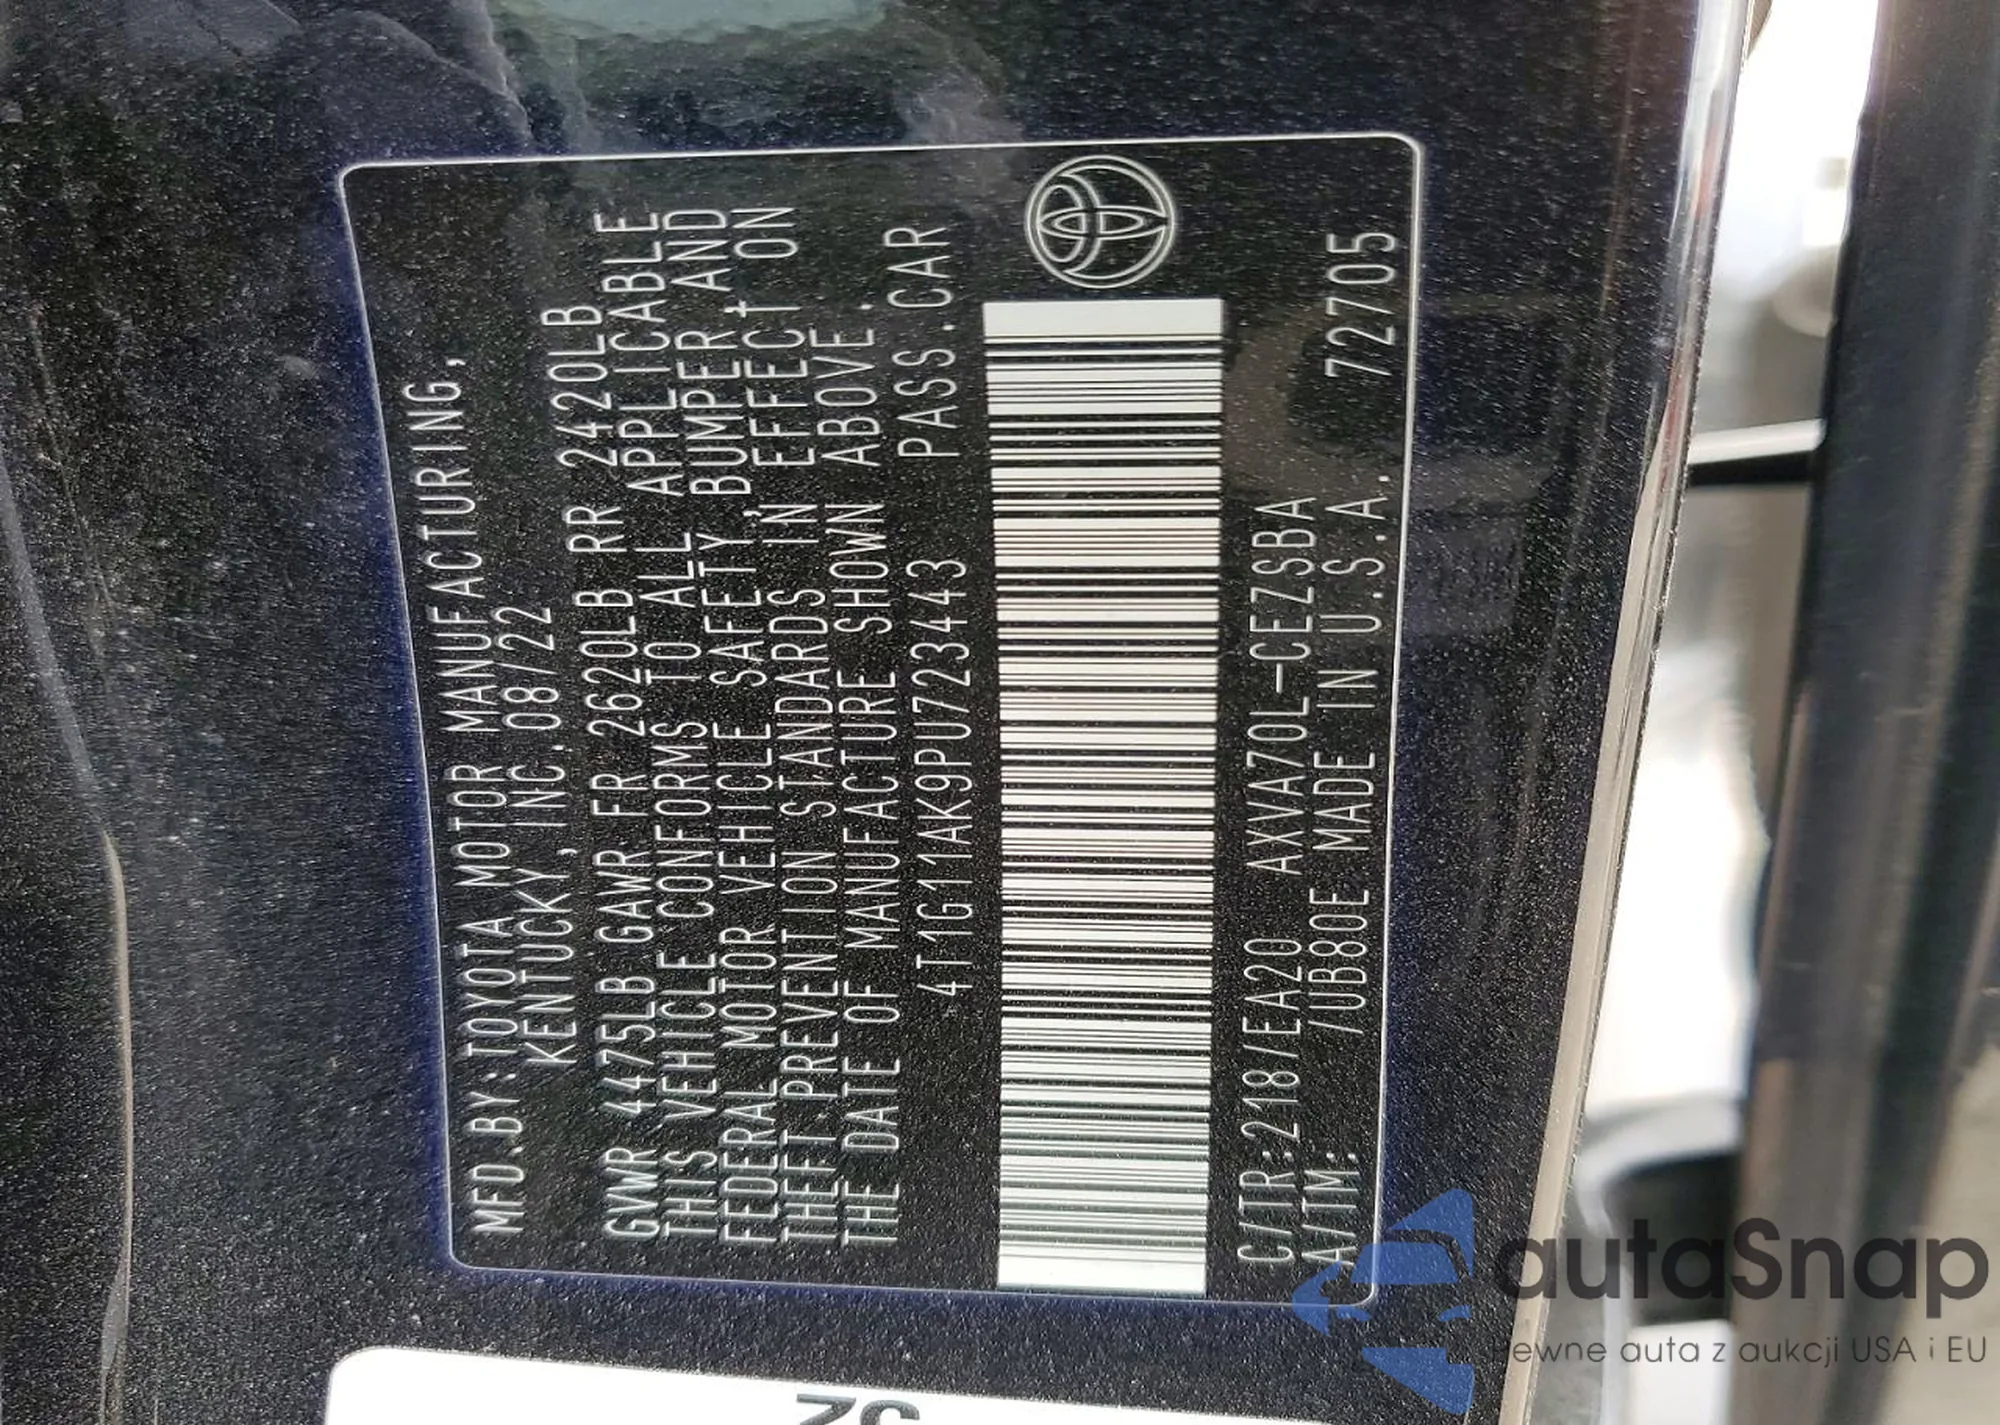 MFD.BY:TOYOTA MOTOR MANUFACTURING,
KENTUCKY, INC. 08/22
GVWR 4475LB GAWR FR 2620LB RR 2420LB
THIS VEHICLE CONFORMS TO ALL APPLICABLE
FEDERAL MOTOR VEHICLE SAFETY, BUMPER, AND
THEFT PREVENTION STANDARDS IN EFFECT ON
THE DATE OF MANUFACTURE SHOWN ABOVE.
4T1G11AK9PU723443 PASS.CAR
C/TR:218/EA20 AXVA70L-CEZSBA
A/TM: /UB80E MADE IN U.S.A. 72705
autaSnap
Pewne auta z aukcji USA i EU